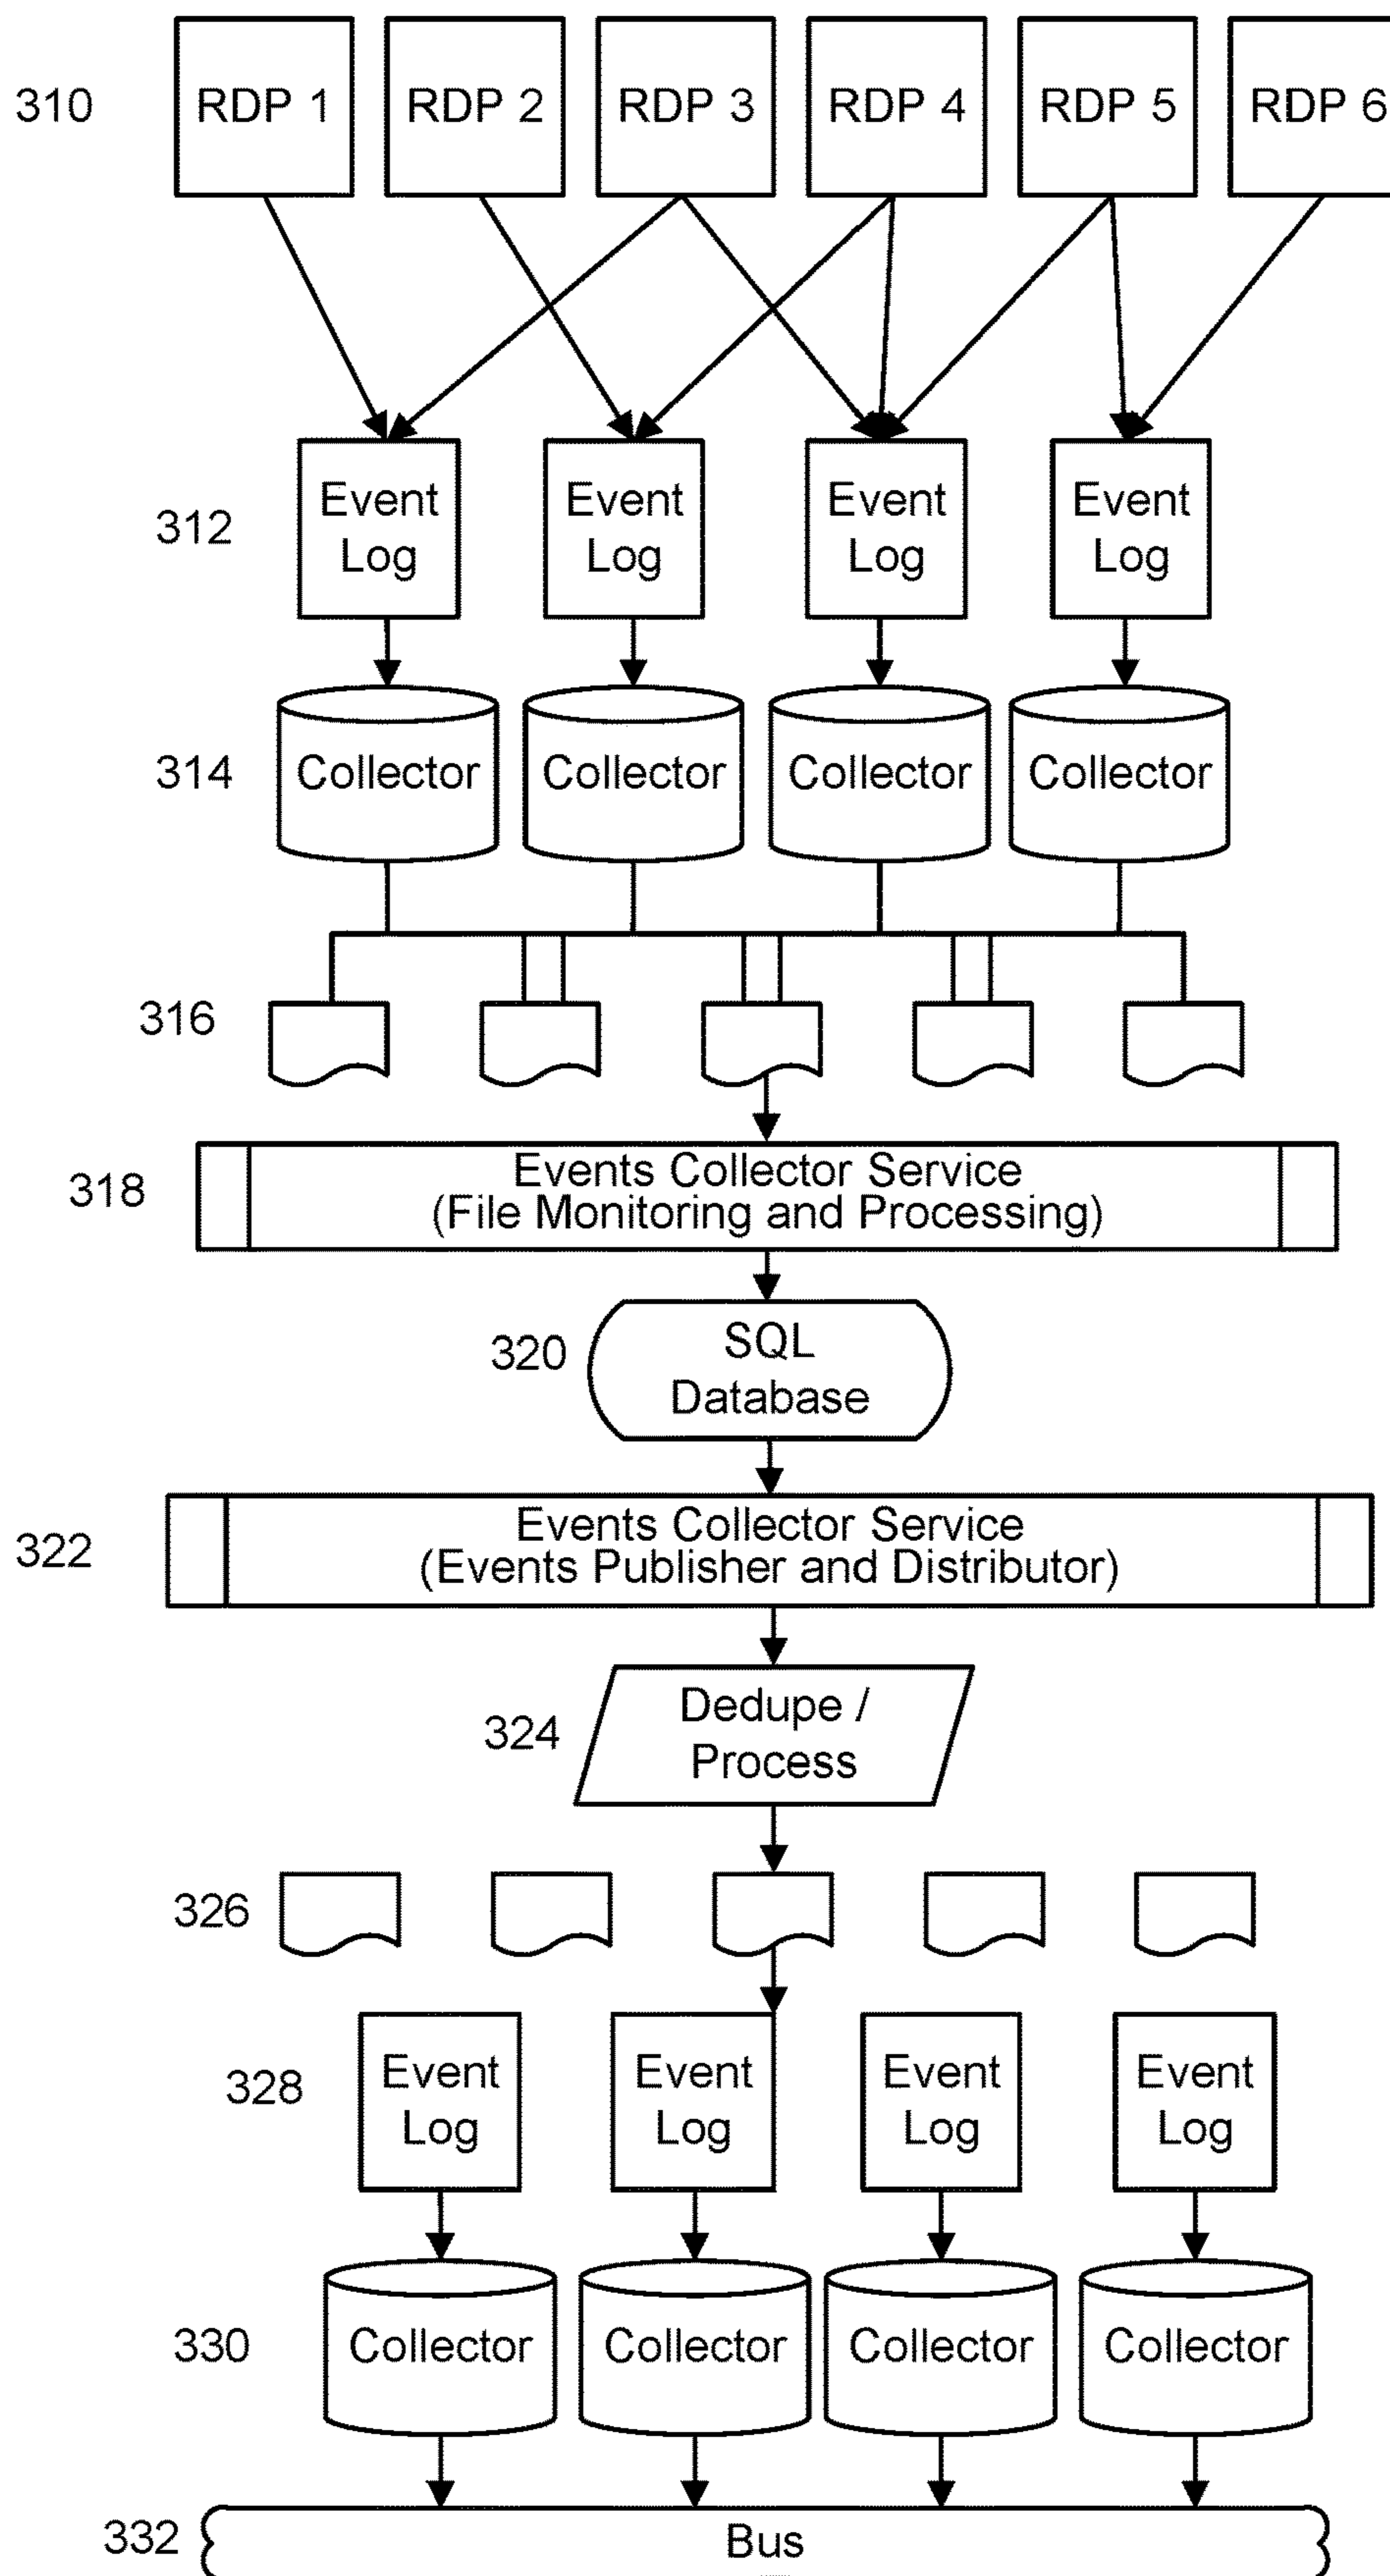 310 RDP 1 RDP 2 RDP 3 RDP 4 RDP 5 RDP 6
312
Event Log
Event Log
Event Log
Event Log
314 Collector Collector Collector Collector
316
318
Events Collector Service
(File Monitoring and Processing)
320
SQL
Database
322
Events Collector Service
(Events Publisher and Distributor)
324
Dedupe /
Process
326
328
Event Log
Event Log
Event Log
Event Log
330 Collector Collector Collector Collector
332 Bus